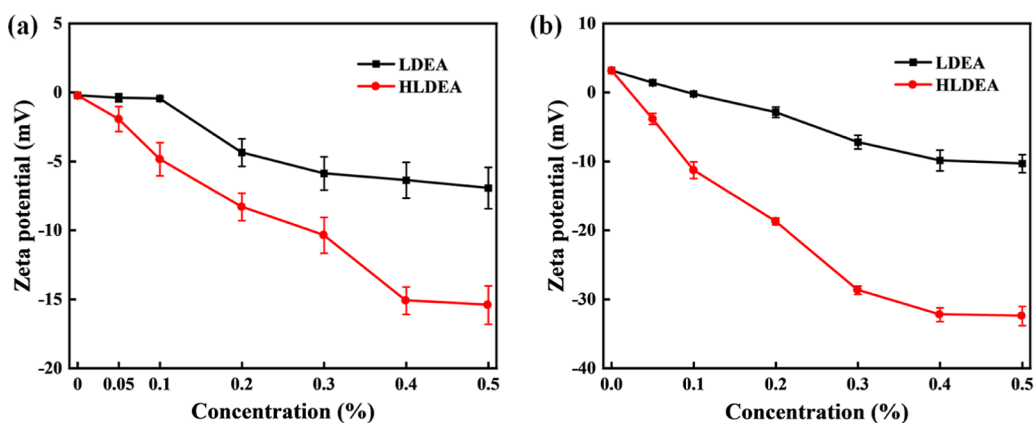 (a)
5
0
-5
-10
-15
-20
Zeta potential (mV)
LDEA
HLDEA
0 0.05 0.1 0.2 0.3 0.4 0.5
Concentration (%)
(b)
10
0
-10
-20
-30
-40
Zeta potential (mV)
LDEA
HLDEA
0.0 0.1 0.2 0.3 0.4 0.5
Concentration (%)